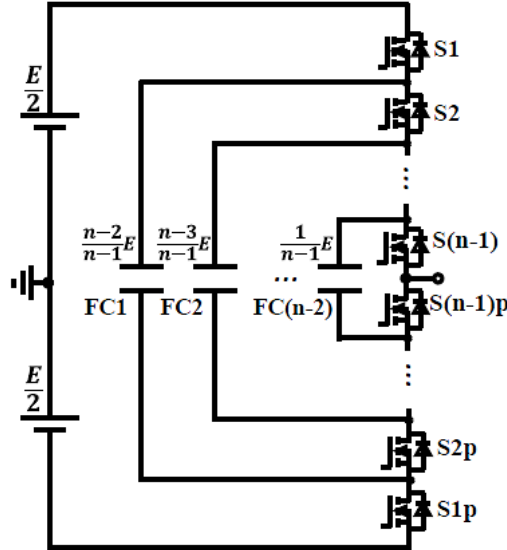 S1
E/2
S2
...
n-2/n-1 E
n-3/n-1 E
1/n-1 E
S(n-1)
...
FC1
FC2
FC(n-2)
S(n-1)p
...
E/2
S2p
S1p